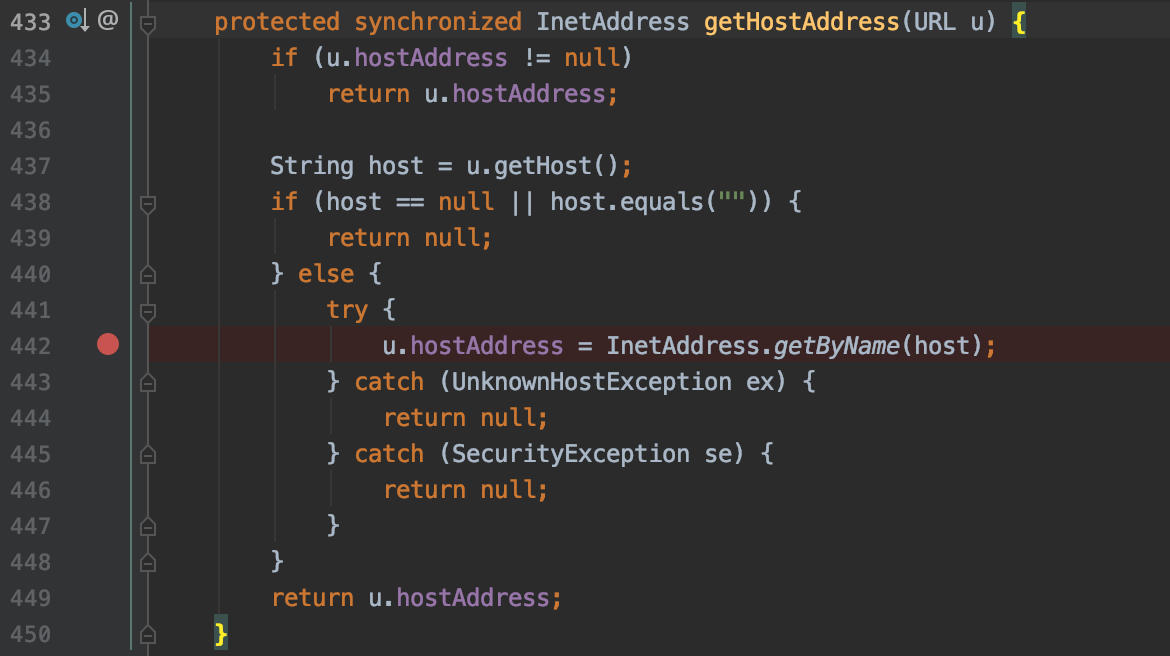 433 @ protected synchronized InetAddress getHostAddress(URL u) {
434 if (u.hostAddress != null)
435 return u.hostAddress;
436
437 String host = u.getHost();
438 if (host == null || host.equals("")) {
439 return null;
440 } else {
441 try {
442 u.hostAddress = InetAddress.getByName(host);
443 } catch (UnknownHostException ex) {
444 return null;
445 } catch (SecurityException se) {
446 return null;
447 }
448 }
449 return u.hostAddress;
450 }